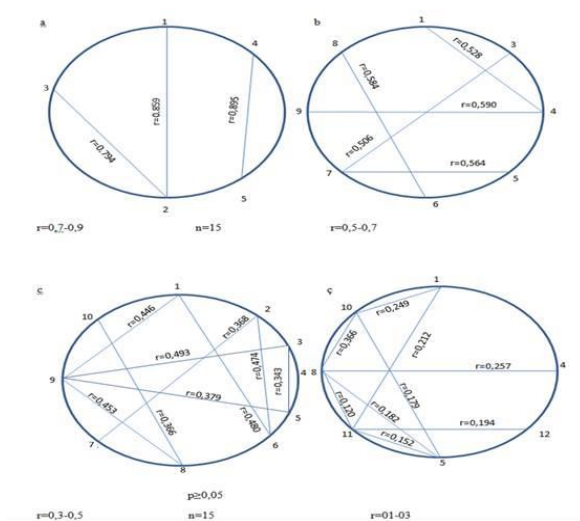 a
1
4
3
r=0,859
r=0,895
r=0,794
2
5
r=0,7-0,9 n=15
b
1
8
3
r=0,528
r=0,584
9
r=0,590
4
r=0,506
r=0,564
7
5
6
r=0,5-0,7
c
1
10
2
r=0,446
r=0,368
3
r=0,493
r=0,474
r=0,343
4
9
r=0,379
r=0,453
r=0,366
r=0,480
5
7
6
8
p≥0,05
r=0,3-0,5 n=15
ç
1
10
r=0,249
r=0,366
r=0,212
8
r=0,257
4
r=0,179
r=0,120
r=0,182
r=0,194
11
r=0,152
12
5
r=01-03